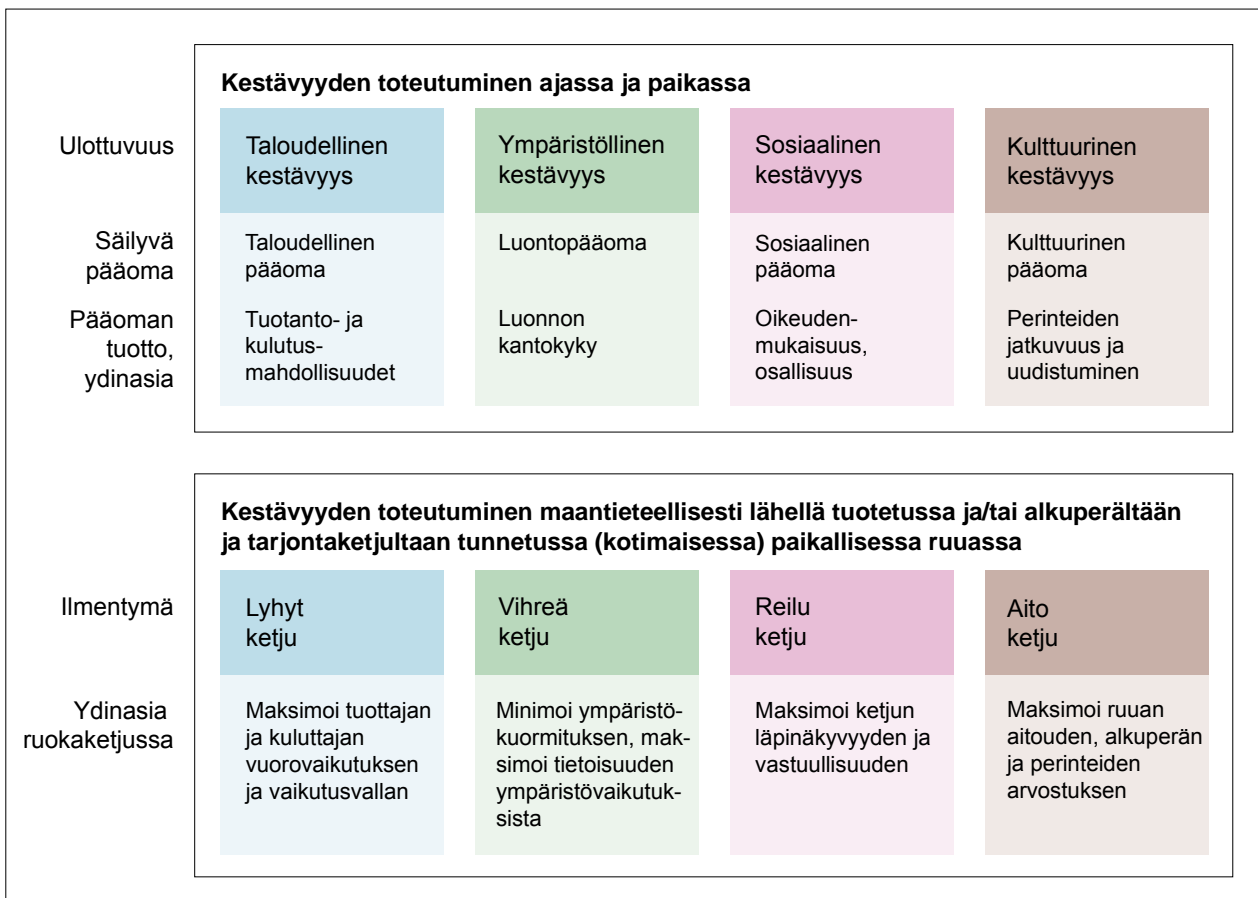 Kestävyyden toteutuminen ajassa ja paikassa
Ulottuvuus
Taloudellinen
kestävyys
Ympäristöllinen
kestävyys
Sosiaalinen
kestävyys
Kulttuurinen
kestävyys
Säilyvä
pääoma
Taloudellinen
pääoma
Luontopääoma
Sosiaalinen
pääoma
Kulttuurinen
pääoma
Pääoman
tuotto,
ydinasia
Tuotanto- ja
kulutus-
mahdollisuudet
Luonnon
kantokyky
Oikeuden-
mukaisuus,
osallisuus
Perinteiden
jatkuvuus ja
uudistuminen
Kestävyyden toteutuminen maantieteellisesti lähellä tuotetussa ja/tai alkuperältään
ja tarjontaketjultaan tunnetussa (kotimaisessa) paikallisessa ruuassa
Ilmentymä
Lyhyt
ketju
Vihreä
ketju
Reilu
ketju
Aito
ketju
Ydinasia
ruokaketjussa
Maksimoi tuottajan
ja kuluttajan
vuorovaikutuksen
ja vaikutusvallan
Minimoi ympäristö-
kuormituksen, mak-
simoi tietoisuuden
ympäristövaikutuk-
sista
Maksimoi ketjun
läpinäkyvyyden ja
vastuullisuuden
Maksimoi ruuan
aitouden, alkuperän
ja perinteiden
arvostuksen